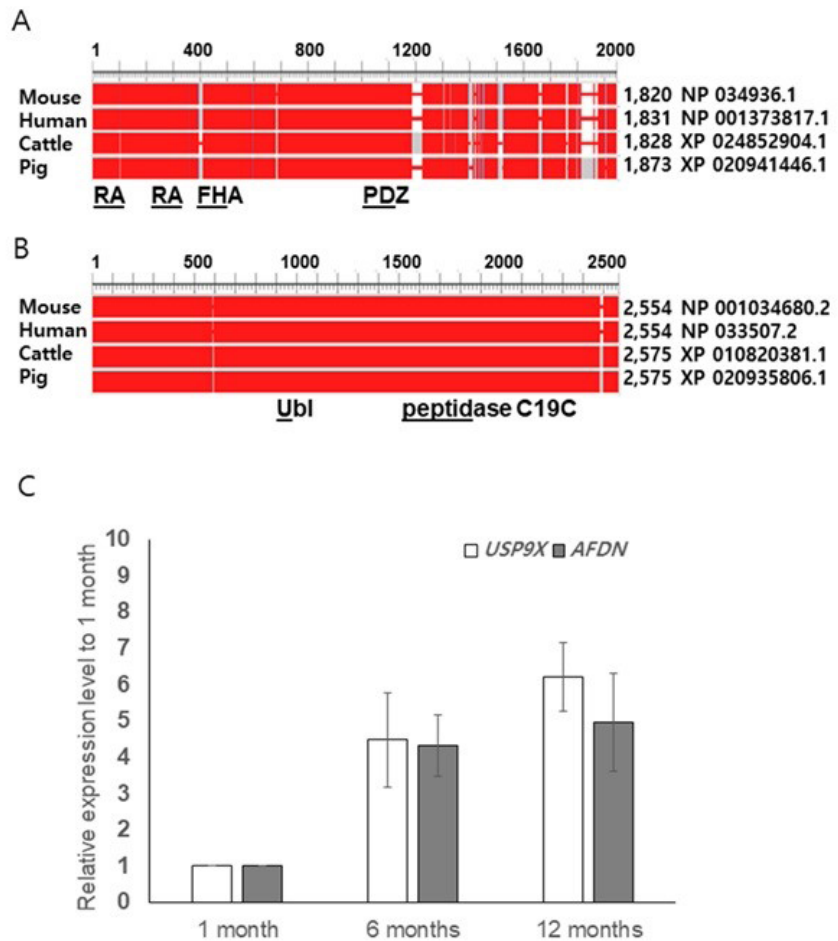 A
1 400 800 1200 1600 2000
Mouse 1,820 NP 034936.1
Human 1,831 NP 001373817.1
Cattle 1,828 XP 024852904.1
Pig 1,873 XP 020941446.1
RA RA FHA PDZ
B
1 500 1000 1500 2000 2500
Mouse 2,554 NP 001034680.2
Human 2,554 NP 033507.2
Cattle 2,575 XP 010820381.1
Pig 2,575 XP 020935806.1
Ubl peptidase C19C
C
Relative expression level to 1 month
10
9
8
7
6
5
4
3
2
1
0
USP9X AFDN
1 month 6 months 12 months